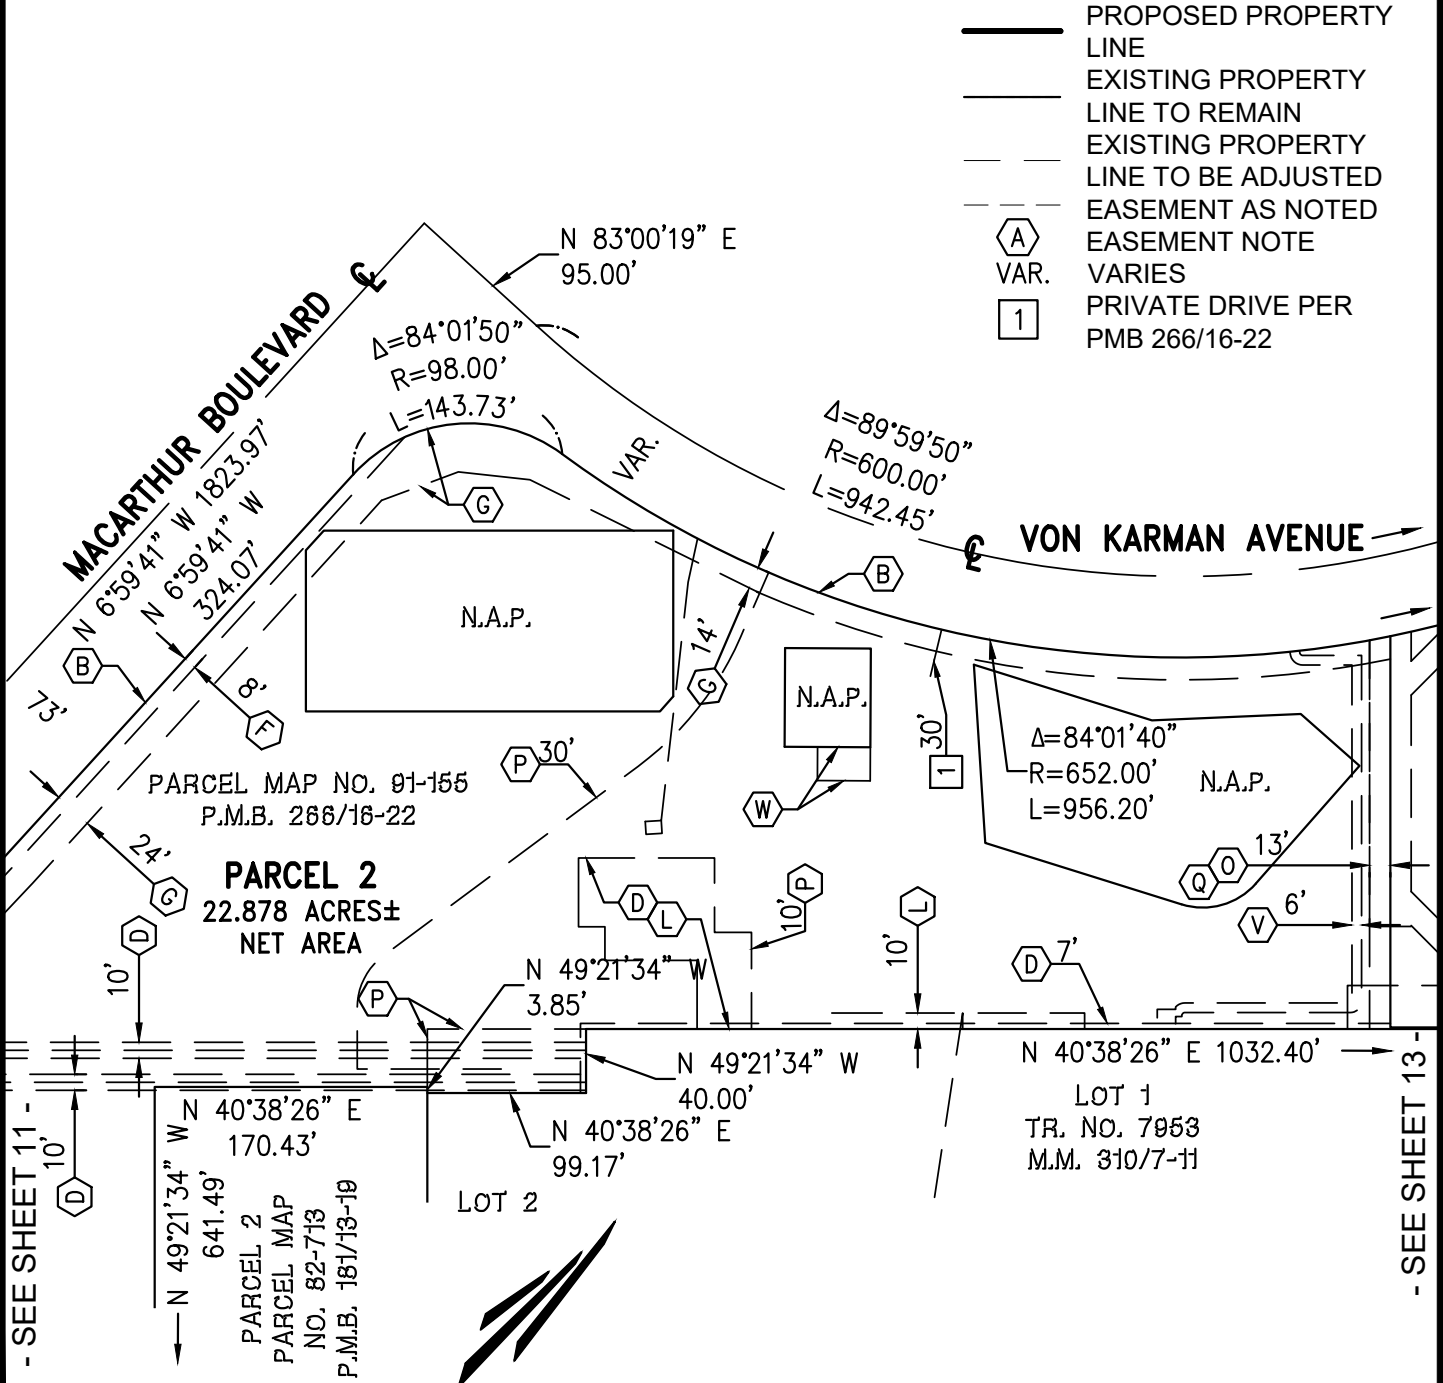 PROPOSED PROPERTY
LINE
EXISTING PROPERTY
LINE TO REMAIN
EXISTING PROPERTY
LINE TO BE ADJUSTED
EASEMENT AS NOTED
A EASEMENT NOTE
VAR. VARIES
1 PRIVATE DRIVE PER
PMB 266/16-22
N 83°00'19" E
95.00'
MACARTHUR BOULEVARD ℄
N 6°59'41" W 1823.97'
N 6°59'41" W
324.07'
Δ=84°01'50"
R=98.00'
L=143.73'
VAR.
Δ=89°59'50"
R=600.00'
L=942.45'
℄ VON KARMAN AVENUE
G
B
N.A.P.
14'
G
B
73'
8'
F
N.A.P.
30'
1
Δ=84°01'40"
R=652.00'
L=956.20'
N.A.P.
P 30'
W
PARCEL MAP NO. 91-155
P.M.B. 266/16-22
24'
G
PARCEL 2
22.878 ACRES±
NET AREA
Q O 13'
V 6'
D
10'
D L
10' P
L
10'
D 7'
P
N 49°21'34" W
3.85'
N 49°21'34" W
40.00'
N 40°38'26" E 1032.40'
N 40°38'26" E
170.43'
N 40°38'26" E
99.17'
LOT 1
TR. NO. 7953
M.M. 310/7-11
LOT 2
10'
D
N 49°21'34" W
641.49'
PARCEL 2
PARCEL MAP
NO. 82-713
P.M.B. 181/13-19
- SEE SHEET 11 -
- SEE SHEET 13 -